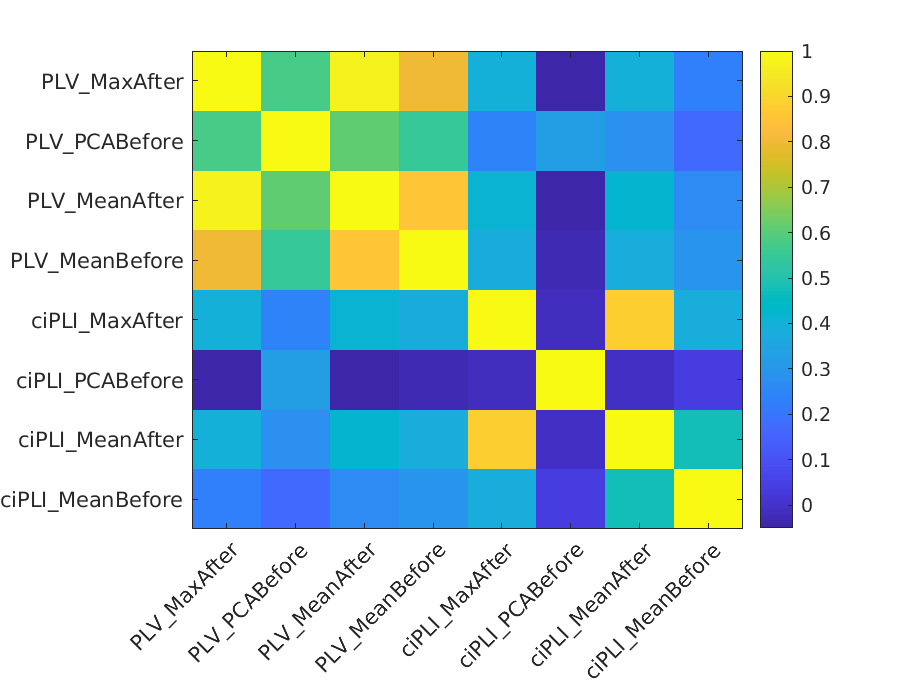 PLV_MaxAfter
PLV_PCABefore
PLV_MeanAfter
PLV_MeanBefore
ciPLI_MaxAfter
ciPLI_PCABefore
ciPLI_MeanAfter
ciPLI_MeanBefore
PLV_MaxAfter
PLV_PCABefore
PLV_MeanAfter
PLV_MeanBefore
ciPLI_MaxAfter
ciPLI_PCABefore
ciPLI_MeanAfter
ciPLI_MeanBefore
1
0.9
0.8
0.7
0.6
0.5
0.4
0.3
0.2
0.1
0